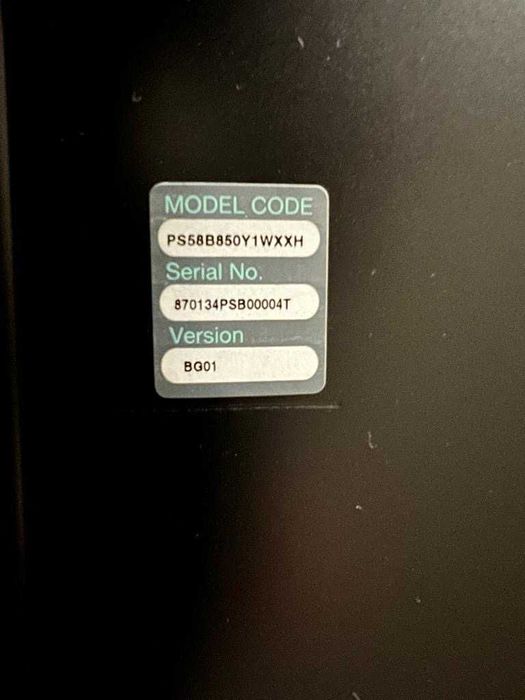 MODEL CODE
PS58B850Y1WXXH
Serial No.
870134PSB00004T
Version
BG01